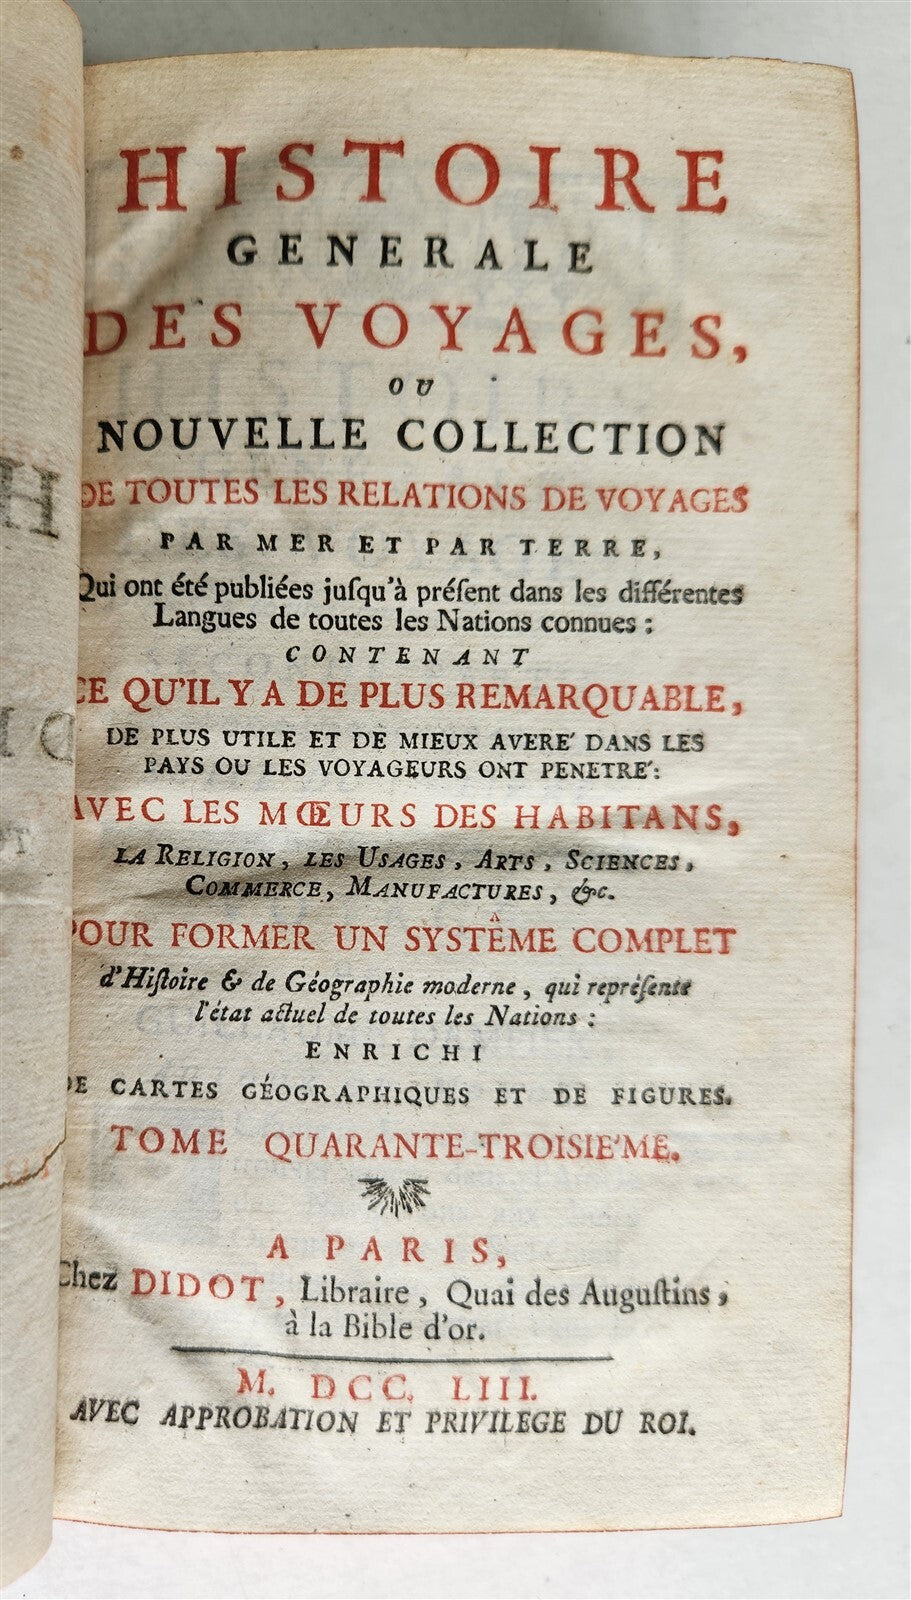 HISTOIRE
GENERALE
DES VOYAGES,
OU
NOUVELLE COLLECTION
DE TOUTES LES RELATIONS DE VOYAGES
PAR MER ET PAR TERRE,
Qui ont été publiées juſqu'à préſent dans les différentes
Langues de toutes les Nations connues :
CONTENANT
CE QU'IL Y A DE PLUS REMARQUABLE,
DE PLUS UTILE ET DE MIEUX AVERE' DANS LES
PAYS OU LES VOYAGEURS ONT PENETRE':
AVEC LES MŒURS DES HABITANS,
LA RELIGION, LES USAGES, ARTS, SCIENCES,
COMMERCE, MANUFACTURES, &c.
POUR FORMER UN SYSTÊME COMPLET
d'Hiſtoire & de Géographie moderne, qui repréſente
l'état actuel de toutes les Nations :
ENRICHI
DE CARTES GÉOGRAPHIQUES ET DE FIGURES.
TOME QUARANTE-TROISIE'ME.
A PARIS,
Chez DIDOT, Libraire, Quai des Auguſtins,
à la Bible d'or.
M. DCC. LIII.
AVEC APPROBATION ET PRIVILEGE DU ROI.